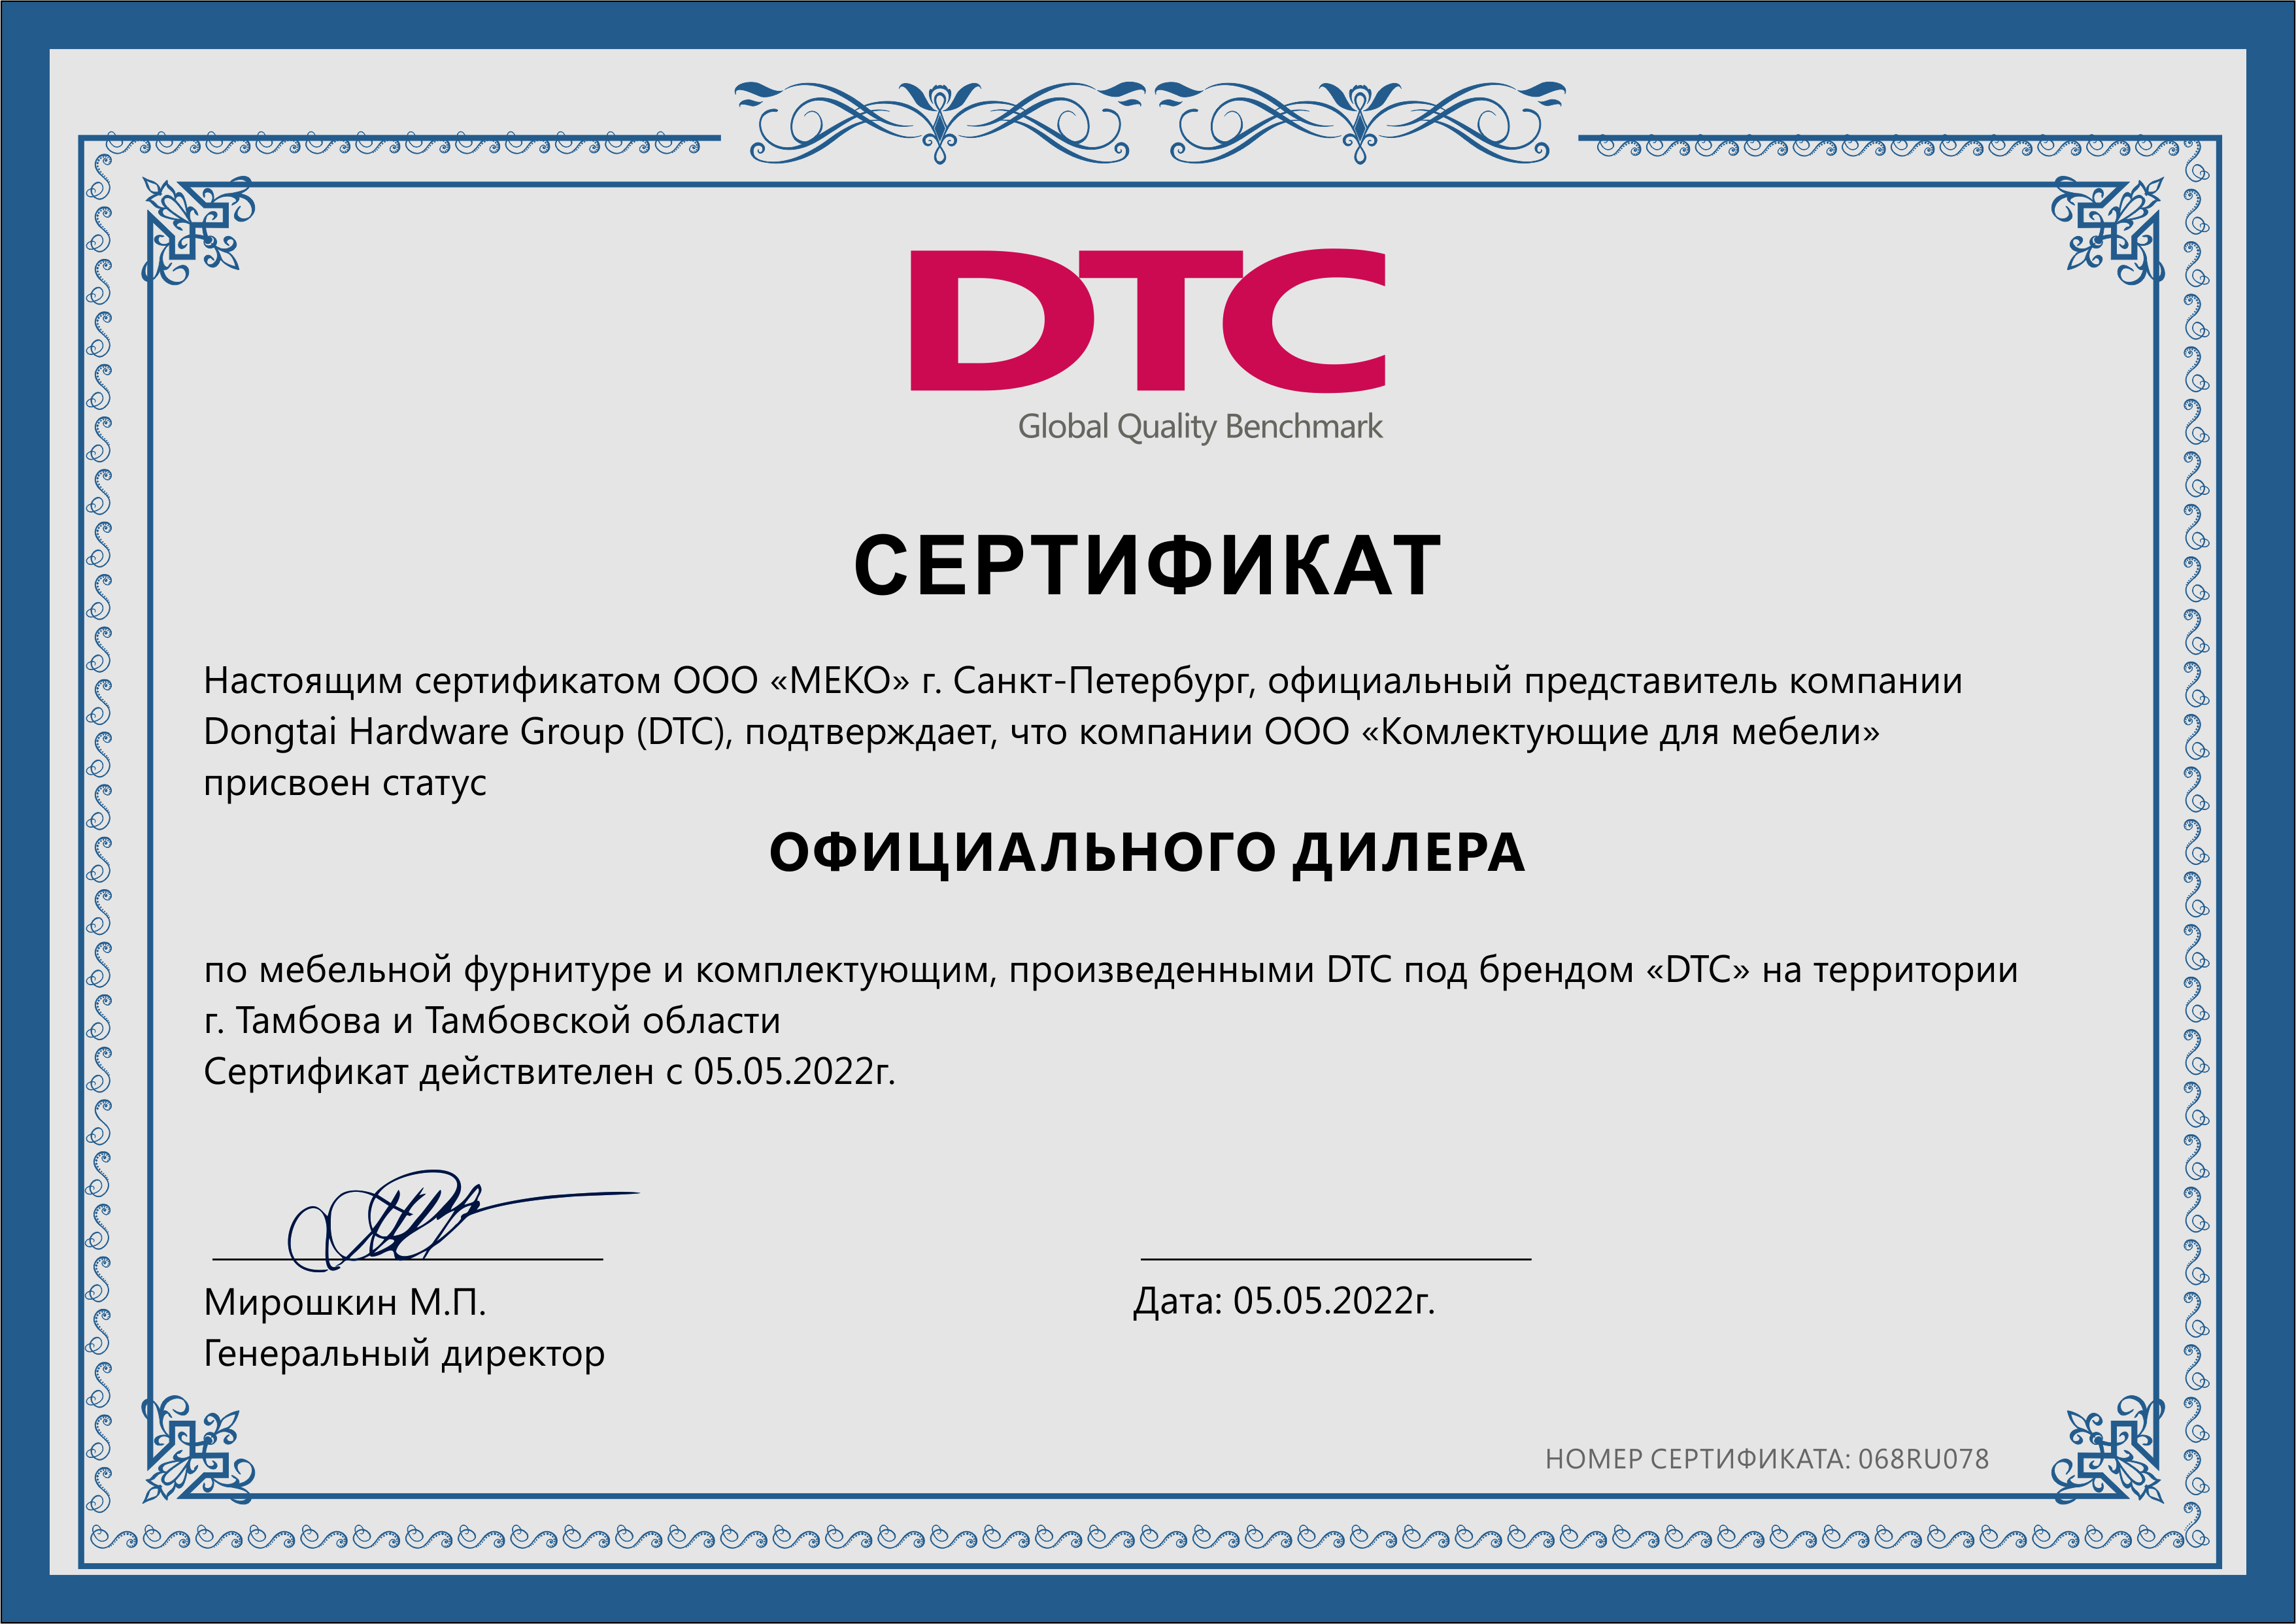 DTC
Global Quality Benchmark
СЕРТИФИКАТ
Настоящим сертификатом ООО «МЕКО» г. Санкт-Петербург, официальный представитель компании
Dongtai Hardware Group (DTC), подтверждает, что компании ООО «Комлектующие для мебели»
присвоен статус
ОФИЦИАЛЬНОГО ДИЛЕРА
по мебельной фурнитуре и комплектующим, произведенными DTC под брендом «DTC» на территории
г. Тамбова и Тамбовской области
Сертификат действителен с 05.05.2022г.
Мирошкин М.П.
Генеральный директор
Дата: 05.05.2022г.
НОМЕР СЕРТИФИКАТА: 068RU078